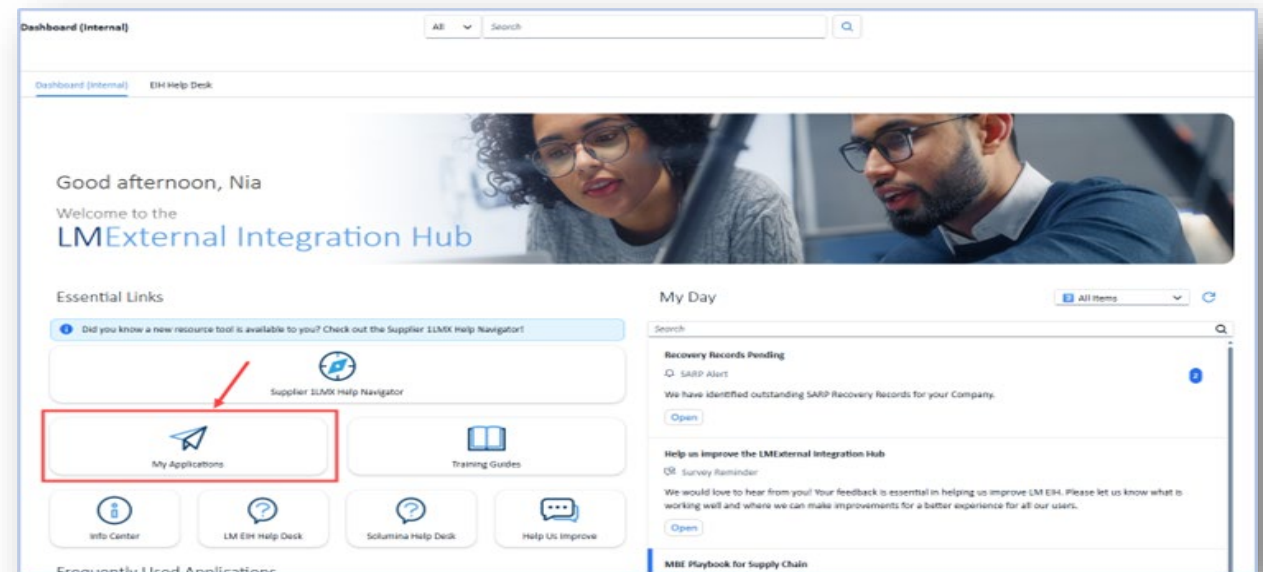 Dashboard (Internal)
All
Search
Dashboard (Internal)
EIH Help Desk
Good afternoon, Nia
Welcome to the
LMExternal Integration Hub
Essential Links
Did you know a new resource tool is available to you? Check out the Supplier 1LMX Help Navigator!
Supplier 1LMX Help Navigator
My Applications
Training Guides
Info Center
LM EIH Help Desk
Solumina Help Desk
Help Us Improve
Frequently Used Applications
My Day
All Items
Search
Recovery Records Pending
SARP Alert
2
We have identified outstanding SARP Recovery Records for your Company.
Open
Help us improve the LMExternal Integration Hub
Survey Reminder
We would love to hear from you! Your feedback is essential in helping us improve LM EIH. Please let us know what is
working well and where we can make improvements for a better experience for all our users.
Open
MBE Playbook for Supply Chain